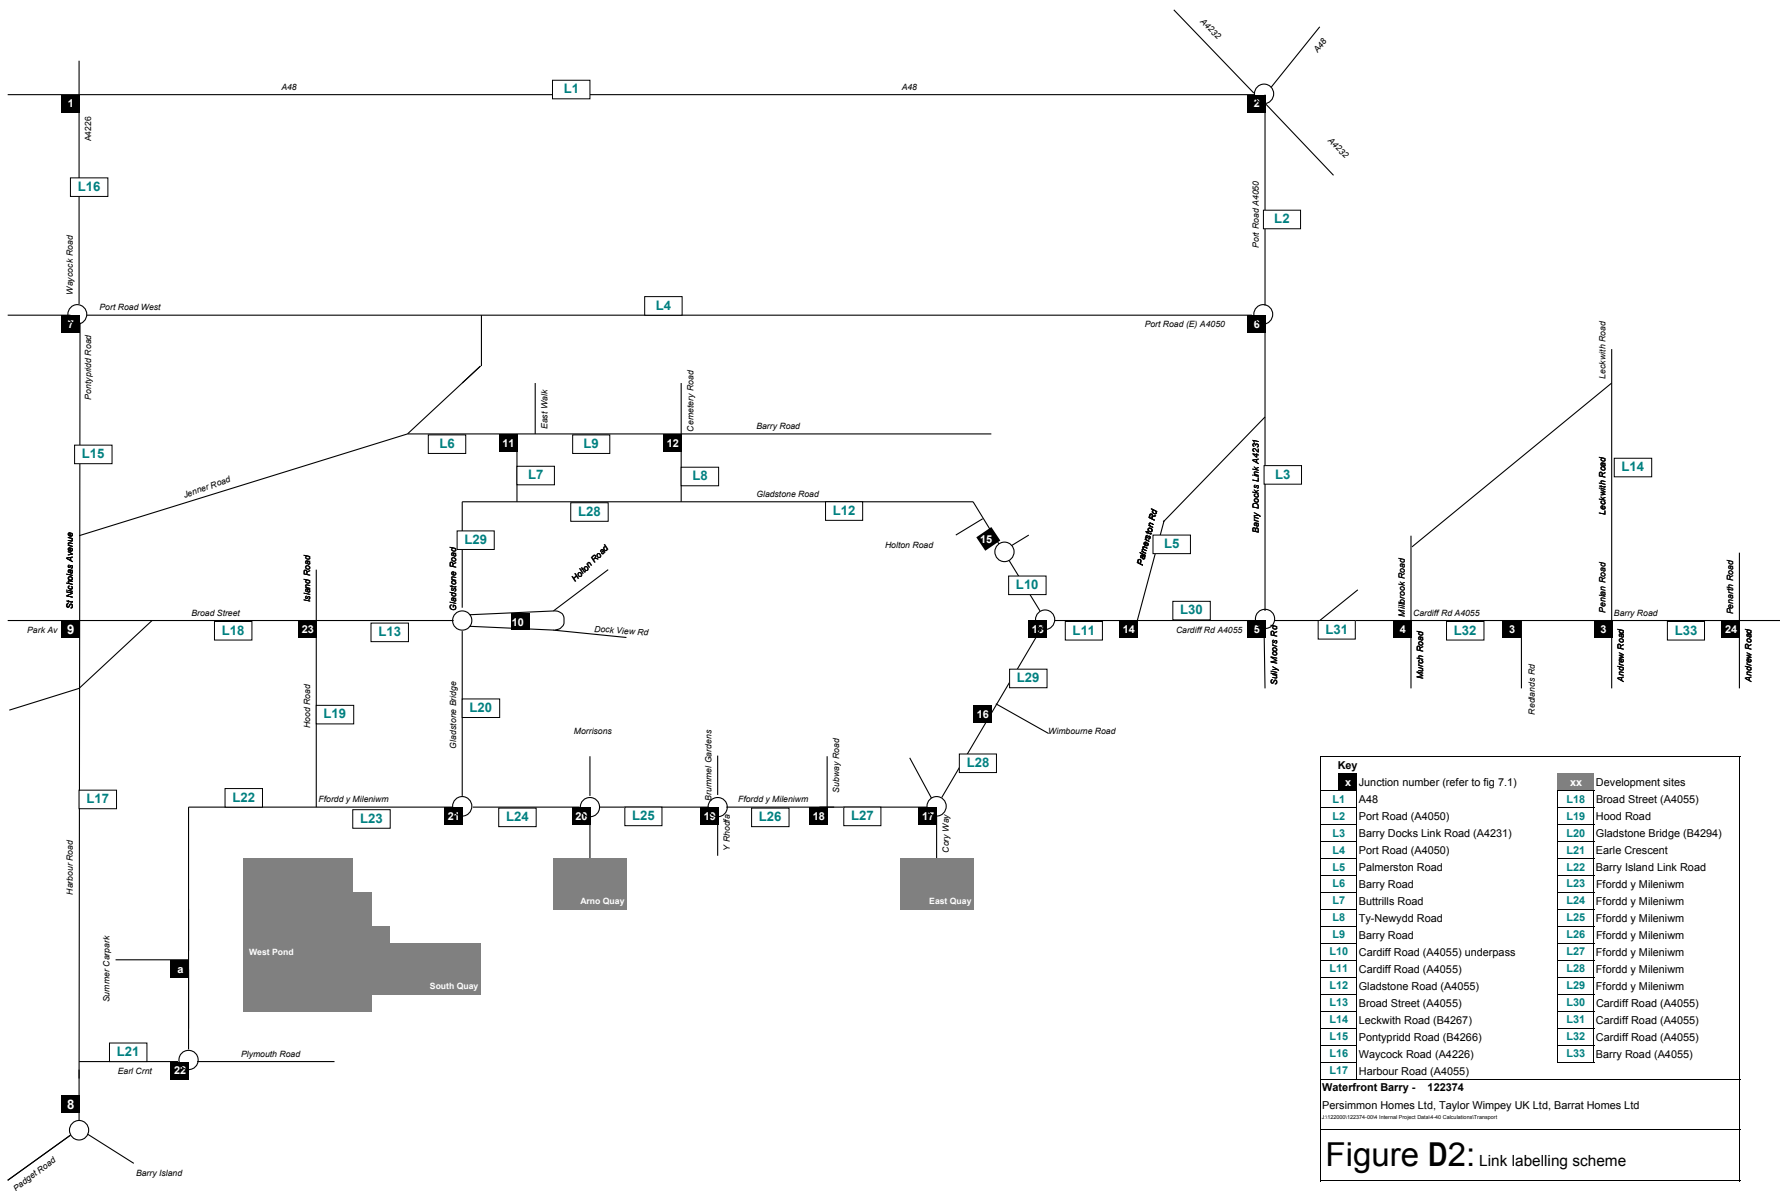 A4232
A48
A48
L1
A48
1
2
A4226
A4232
L16
Port Road A4050
L2
Waycock Road
Port Road West
L4
7
Port Road (E) A4050
6
Pontypridd Road
Leckwith Road
East Walk
Cemetery Road
Barry Road
L6
11
L9
12
L15
L7
L8
Barry Docks Link A4231
L3
Leckwith Road
L14
Jenner Road
Gladstone Road
L28
L12
St Nicholas Avenue
L29
Holton Road
15
Palmerston Rd
L5
Island Road
Gladstone Road
Holton Road
L10
Millbrook Road
Penlan Road
Penarth Road
Broad Street
L30
Cardiff Rd A4055
Barry Road
Park Av
9
L18
23
L13
10
Dock View Rd
13
L11
14
Cardiff Rd A4055
5
L31
4
L32
3
3
L33
24
Sully Moors Rd
Murch Road
Redlands Rd
Andrew Road
Andrew Road
L29
Hood Road
L19
Gladstone Bridge
L20
16
Morrisons
Wimbourne Road
Brummel Gardens
Subway Road
L28
L17
L22
Ffordd y Mileniwm
L23
21
L24
20
L25
19
Ffordd y Mileniwm
L26
18
L27
17
Y Rhodfa
Cory Way
Harbour Road
Arno Quay
East Quay
West Pond
South Quay
Summer Carpark
a
L21
Earl Crnt
22
Plymouth Road
8
Padget Road
Barry Island
Key
x Junction number (refer to fig 7.1)
xx Development sites
L1 A48
L2 Port Road (A4050)
L3 Barry Docks Link Road (A4231)
L4 Port Road (A4050)
L5 Palmerston Road
L6 Barry Road
L7 Buttrills Road
L8 Ty-Newydd Road
L9 Barry Road
L10 Cardiff Road (A4055) underpass
L11 Cardiff Road (A4055)
L12 Gladstone Road (A4055)
L13 Broad Street (A4055)
L14 Leckwith Road (B4267)
L15 Pontypridd Road (B4266)
L16 Waycock Road (A4226)
L17 Harbour Road (A4055)
L18 Broad Street (A4055)
L19 Hood Road
L20 Gladstone Bridge (B4294)
L21 Earle Crescent
L22 Barry Island Link Road
L23 Ffordd y Mileniwm
L24 Ffordd y Mileniwm
L25 Ffordd y Mileniwm
L26 Ffordd y Mileniwm
L27 Ffordd y Mileniwm
L28 Ffordd y Mileniwm
L29 Ffordd y Mileniwm
L30 Cardiff Road (A4055)
L31 Cardiff Road (A4055)
L32 Cardiff Road (A4055)
L33 Barry Road (A4055)
Waterfront Barry - 122374
Persimmon Homes Ltd, Taylor Wimpey UK Ltd, Barrat Homes Ltd
Internal Project Data\4-40 Calculations\Transport
Figure D2: Link labelling scheme